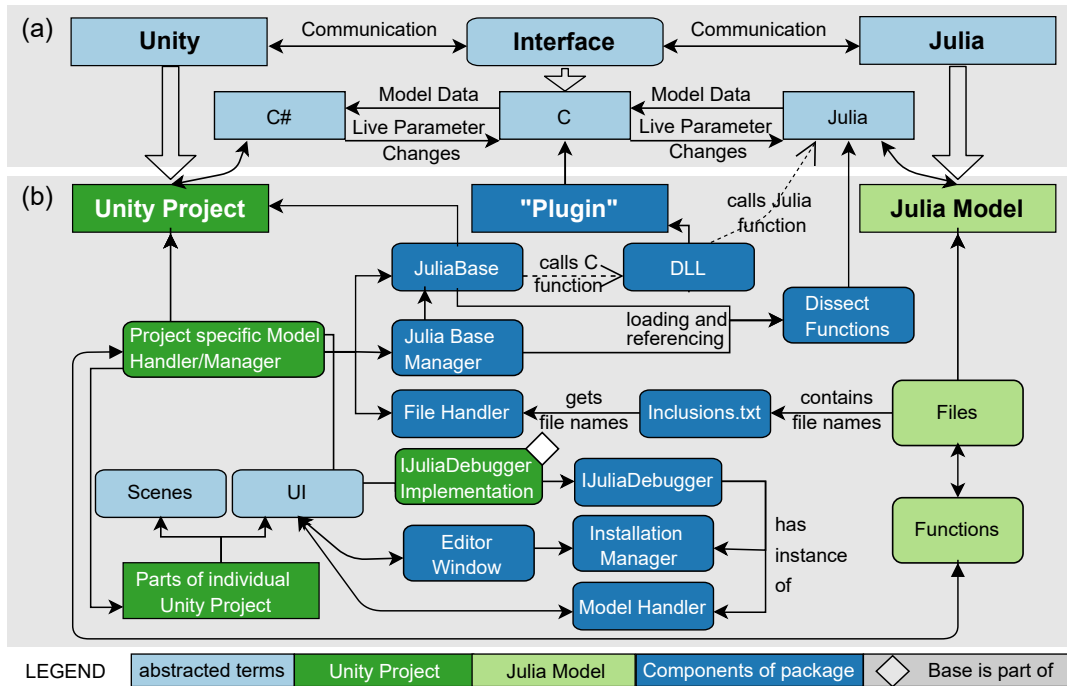 (a)
Unity
Communication
Interface
Communication
Julia
C#
Model Data
Live Parameter
Changes
C
Model Data
Live Parameter
Changes
Julia
(b)
Unity Project
"Plugin"
calls Julia
function
Julia Model
JuliaBase
calls C
function
DLL
Dissect
Functions
Project specific Model
Handler/Manager
Julia Base
Manager
loading and
referencing
File Handler
gets
file names
Inclusions.txt
contains
file names
Files
Scenes
UI
IJuliaDebugger
Implementation
IJuliaDebugger
Functions
has
instance
of
Editor
Window
Installation
Manager
Parts of individual
Unity Project
Model Handler
LEGEND
abstracted terms
Unity Project
Julia Model
Components of package
Base is part of